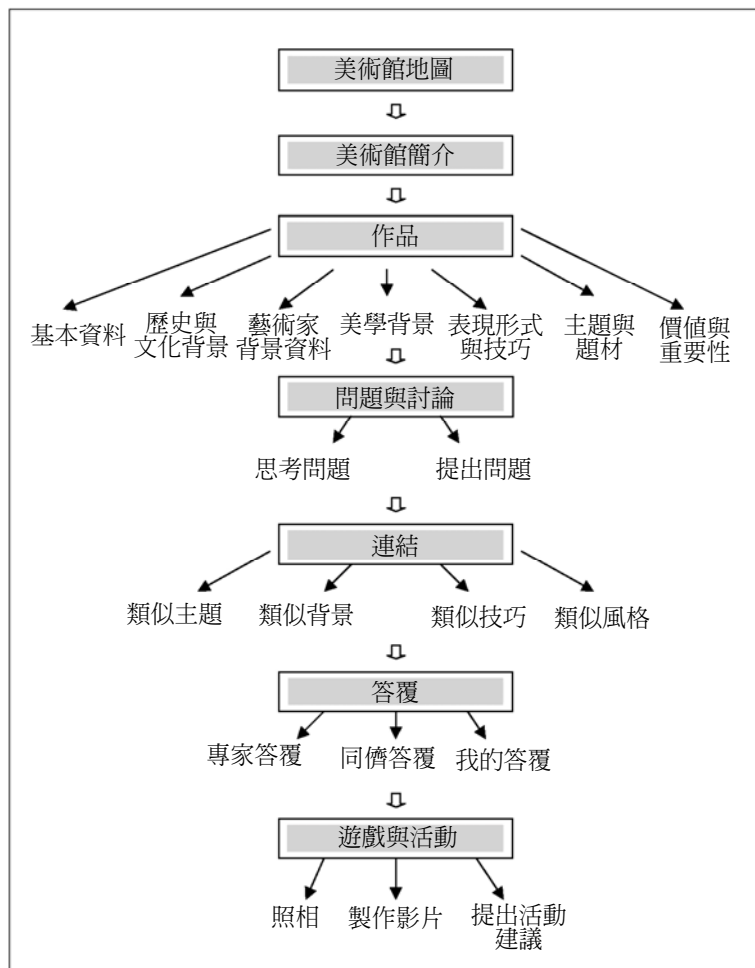 美術館地圖
美術館簡介
作品
基本資料
歷史與
文化背景
藝術家
背景資料
美學背景
表現形式
與技巧
主題與
題材
價值與
重要性
問題與討論
思考問題
提出問題
連結
類似主題
類似背景
類似技巧
類似風格
答覆
專家答覆
同儕答覆
我的答覆
遊戲與活動
照相
製作影片
提出活動
建議